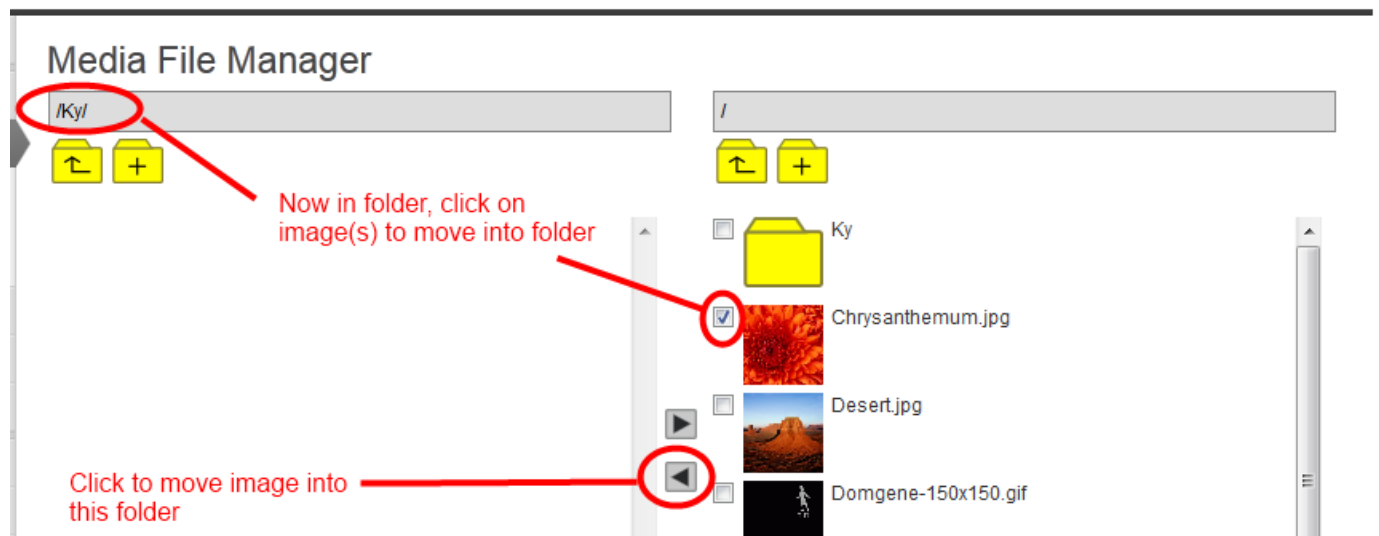 Media File Manager
/Ky/
/
Now in folder, click on
image(s) to move into folder
Ky
Chrysanthemum.jpg
Desert.jpg
Click to move image into
this folder
Domgene-150x150.gif